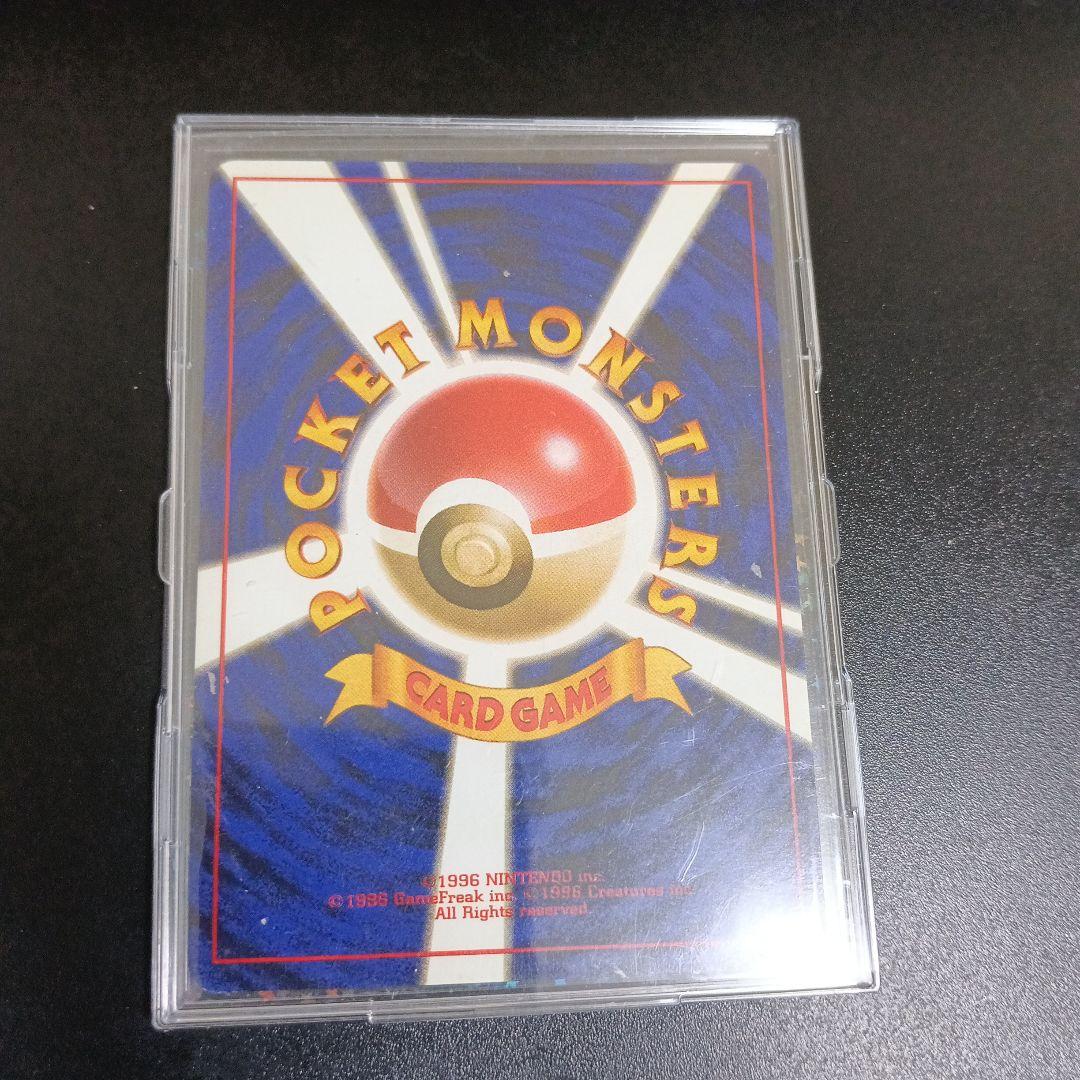 POCKET MONSTERS
CARD GAME
©1996 NINTENDO inc.
©1996 GameFreak inc. ©1996 Creatures inc.
All Rights reserved.